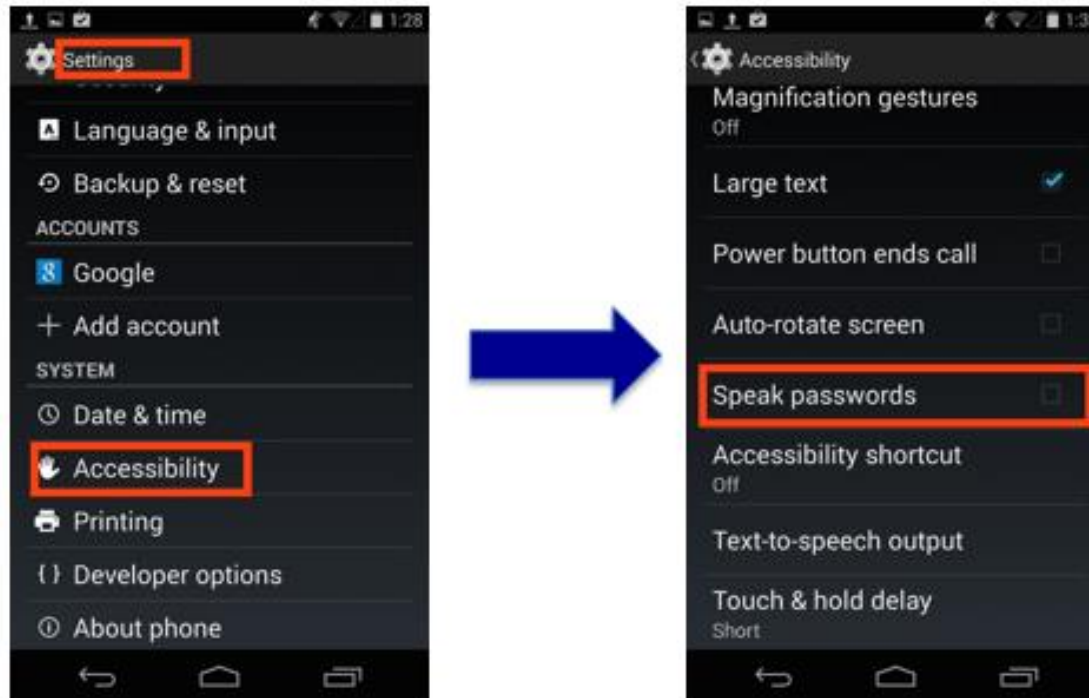 1:28
Settings
Language & input
Backup & reset
ACCOUNTS
Google
Add account
SYSTEM
Date & time
Accessibility
Printing
Developer options
About phone
Accessibility
Magnification gestures
Off
Large text
Power button ends call
Auto-rotate screen
Speak passwords
Accessibility shortcut
Off
Text-to-speech output
Touch & hold delay
Short